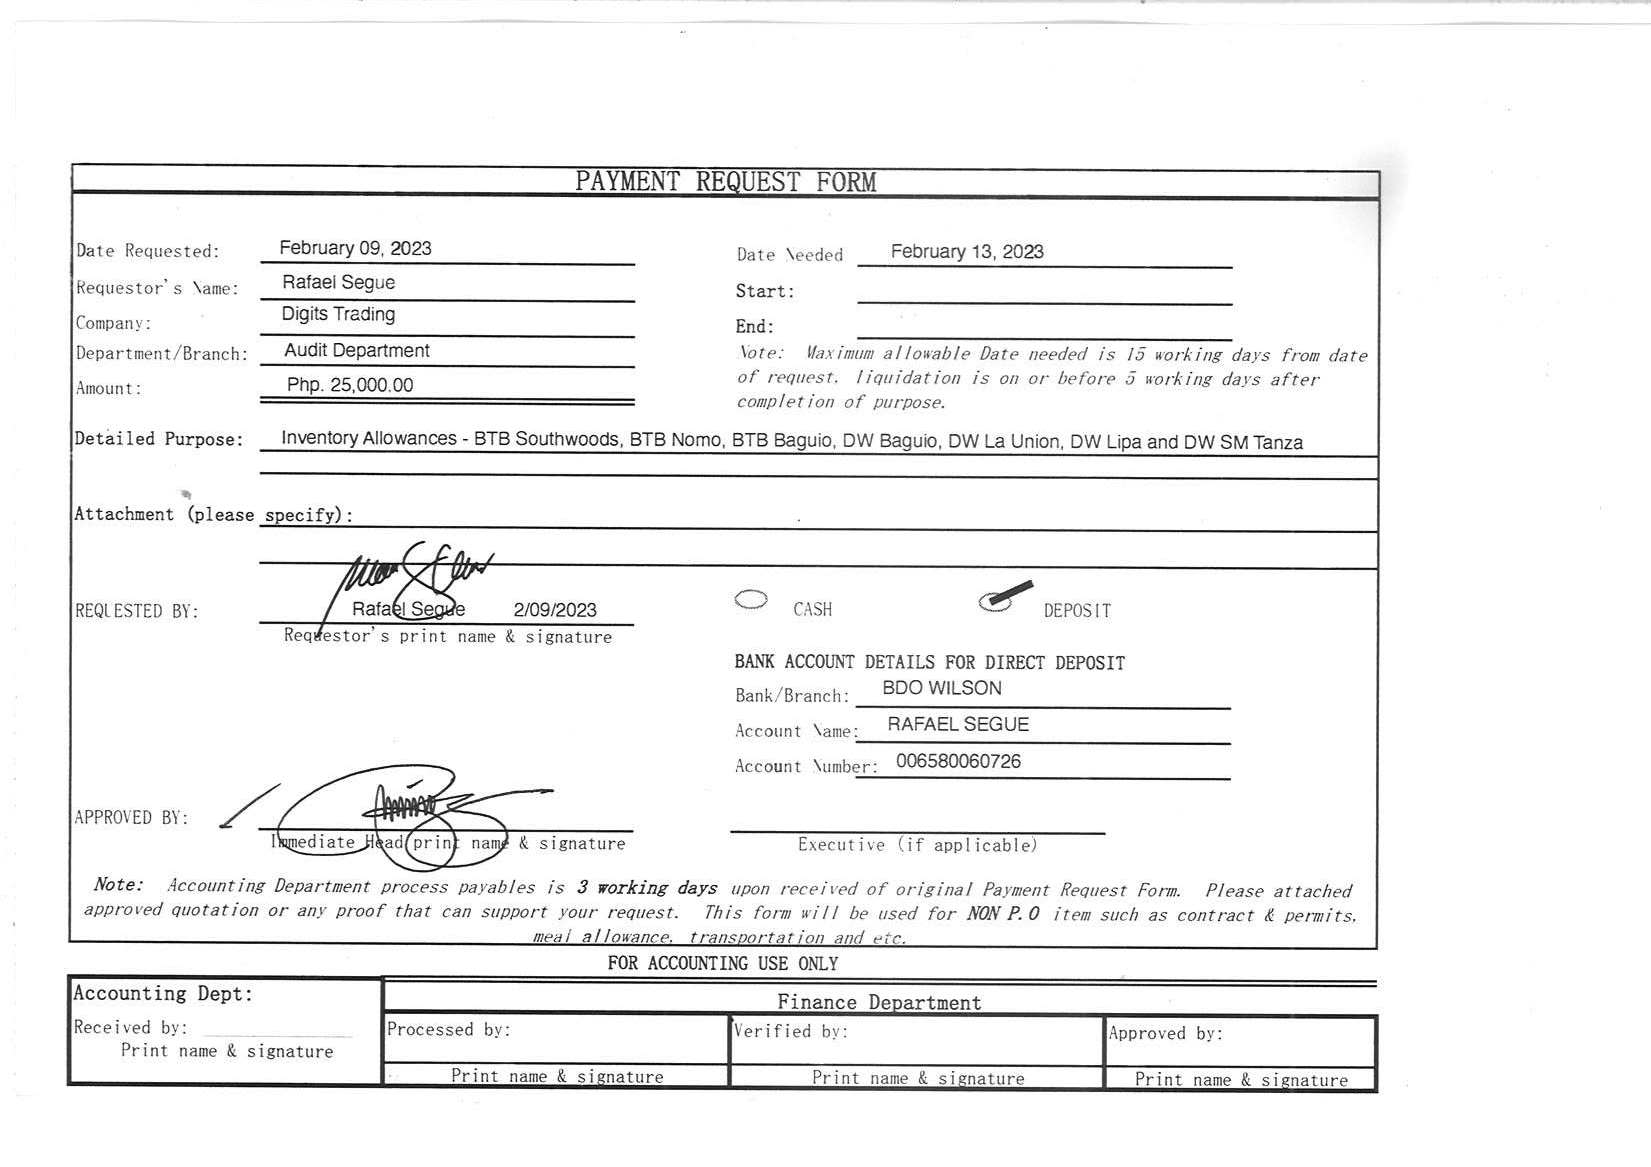 PAYMENT REQUEST FORM
Date Requested: February 09, 2023
Requestor's Name: Rafael Segue
Company: Digits Trading
Department/Branch: Audit Department
Amount: Php. 25,000.00
Date Needed February 13, 2023
Start:
End:
Note: Maximum allowable Date needed is 15 working days from date
of request. liquidation is on or before 5 working days after
completion of purpose.
Detailed Purpose: Inventory Allowances - BTB Southwoods, BTB Nomo, BTB Baguio, DW Baguio, DW La Union, DW Lipa and DW SM Tanza
Attachment (please specify):
REQUESTED BY: Rafael Segue 2/09/2023
Requestor's print name & signature
CASH DEPOSIT
BANK ACCOUNT DETAILS FOR DIRECT DEPOSIT
Bank/Branch: BDO WILSON
Account Name: RAFAEL SEGUE
Account Number: 006580060726
APPROVED BY:
Immediate Head print name & signature
Executive (if applicable)
Note: Accounting Department process payables is 3 working days upon received of original Payment Request Form. Please attached
approved quotation or any proof that can support your request. This form will be used for NON P.O item such as contract & permits,
meal allowance, transportation and etc.
FOR ACCOUNTING USE ONLY
Accounting Dept:
Received by:
Print name & signature
Finance Department
Processed by: Verified by: Approved by:
Print name & signature Print name & signature Print name & signature